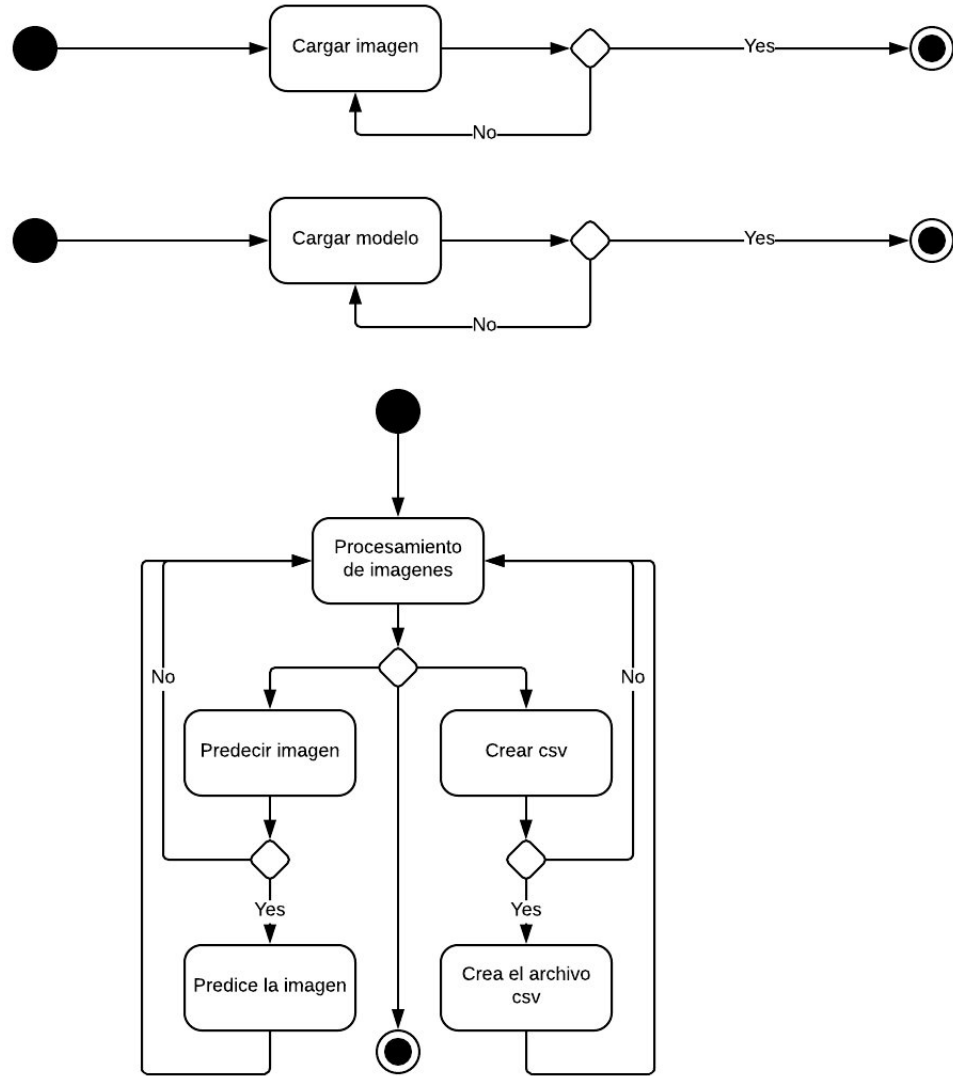 Cargar imagen
Yes
No
Cargar modelo
Yes
No
Procesamiento
de imagenes
No
No
Predecir imagen
Crear csv
Yes
Yes
Predice la imagen
Crea el archivo
csv